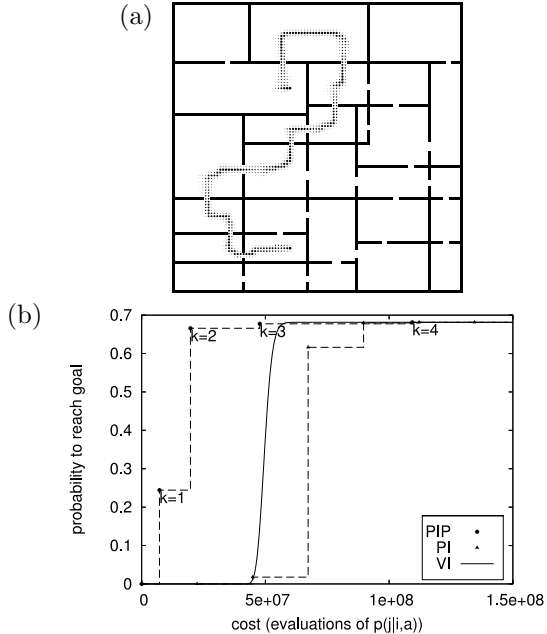 (a)
(b)
0.7
0.6
0.5
0.4
0.3
0.2
0.1
0
probability to reach goal
k=1
k=2
k=3
k=4
PIP
PI
VI
0 5e+07 1e+08 1.5e+08
cost (evaluations of p(j|i,a))